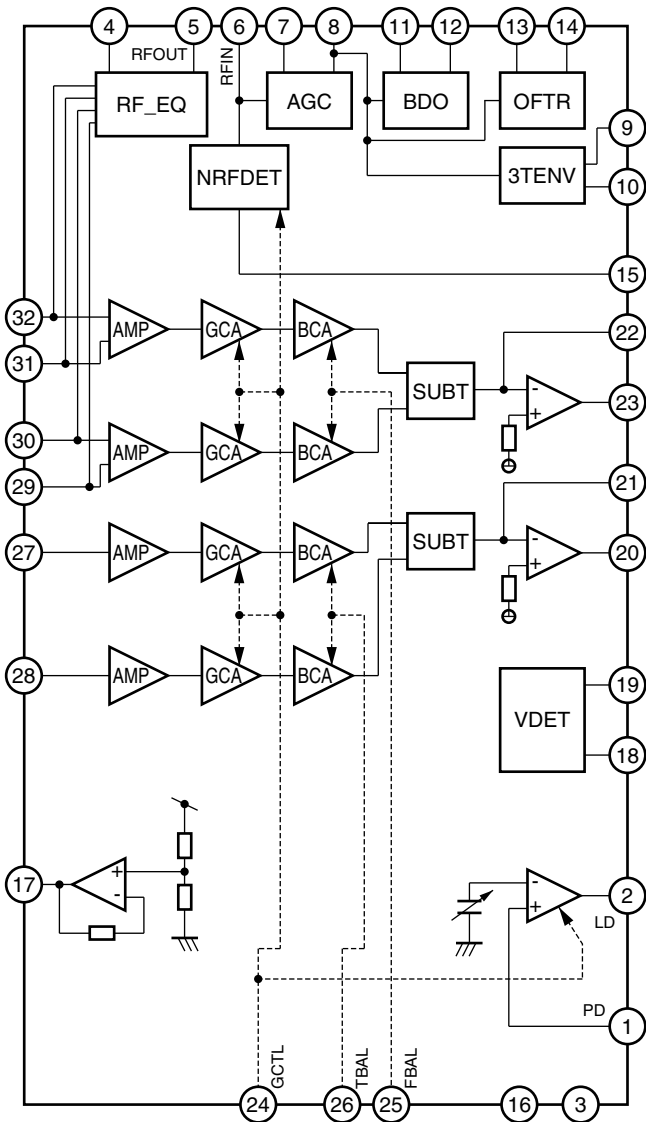 4 5 6 7 8 11 12 13 14
RFOUT
RFIN
RF_EQ AGC BDO OFTR
9
3TENV
NRFDET
10
15
32 AMP GCA BCA 22
31
SUBT - 23
+
30 AMP GCA BCA
29
21
27 AMP GCA BCA SUBT - 20
+
28 AMP GCA BCA
19
VDET
18
17 +
-
- 2
+
LD
PD
1
GCTL
TBAL
FBAL
24 26 25 16 3